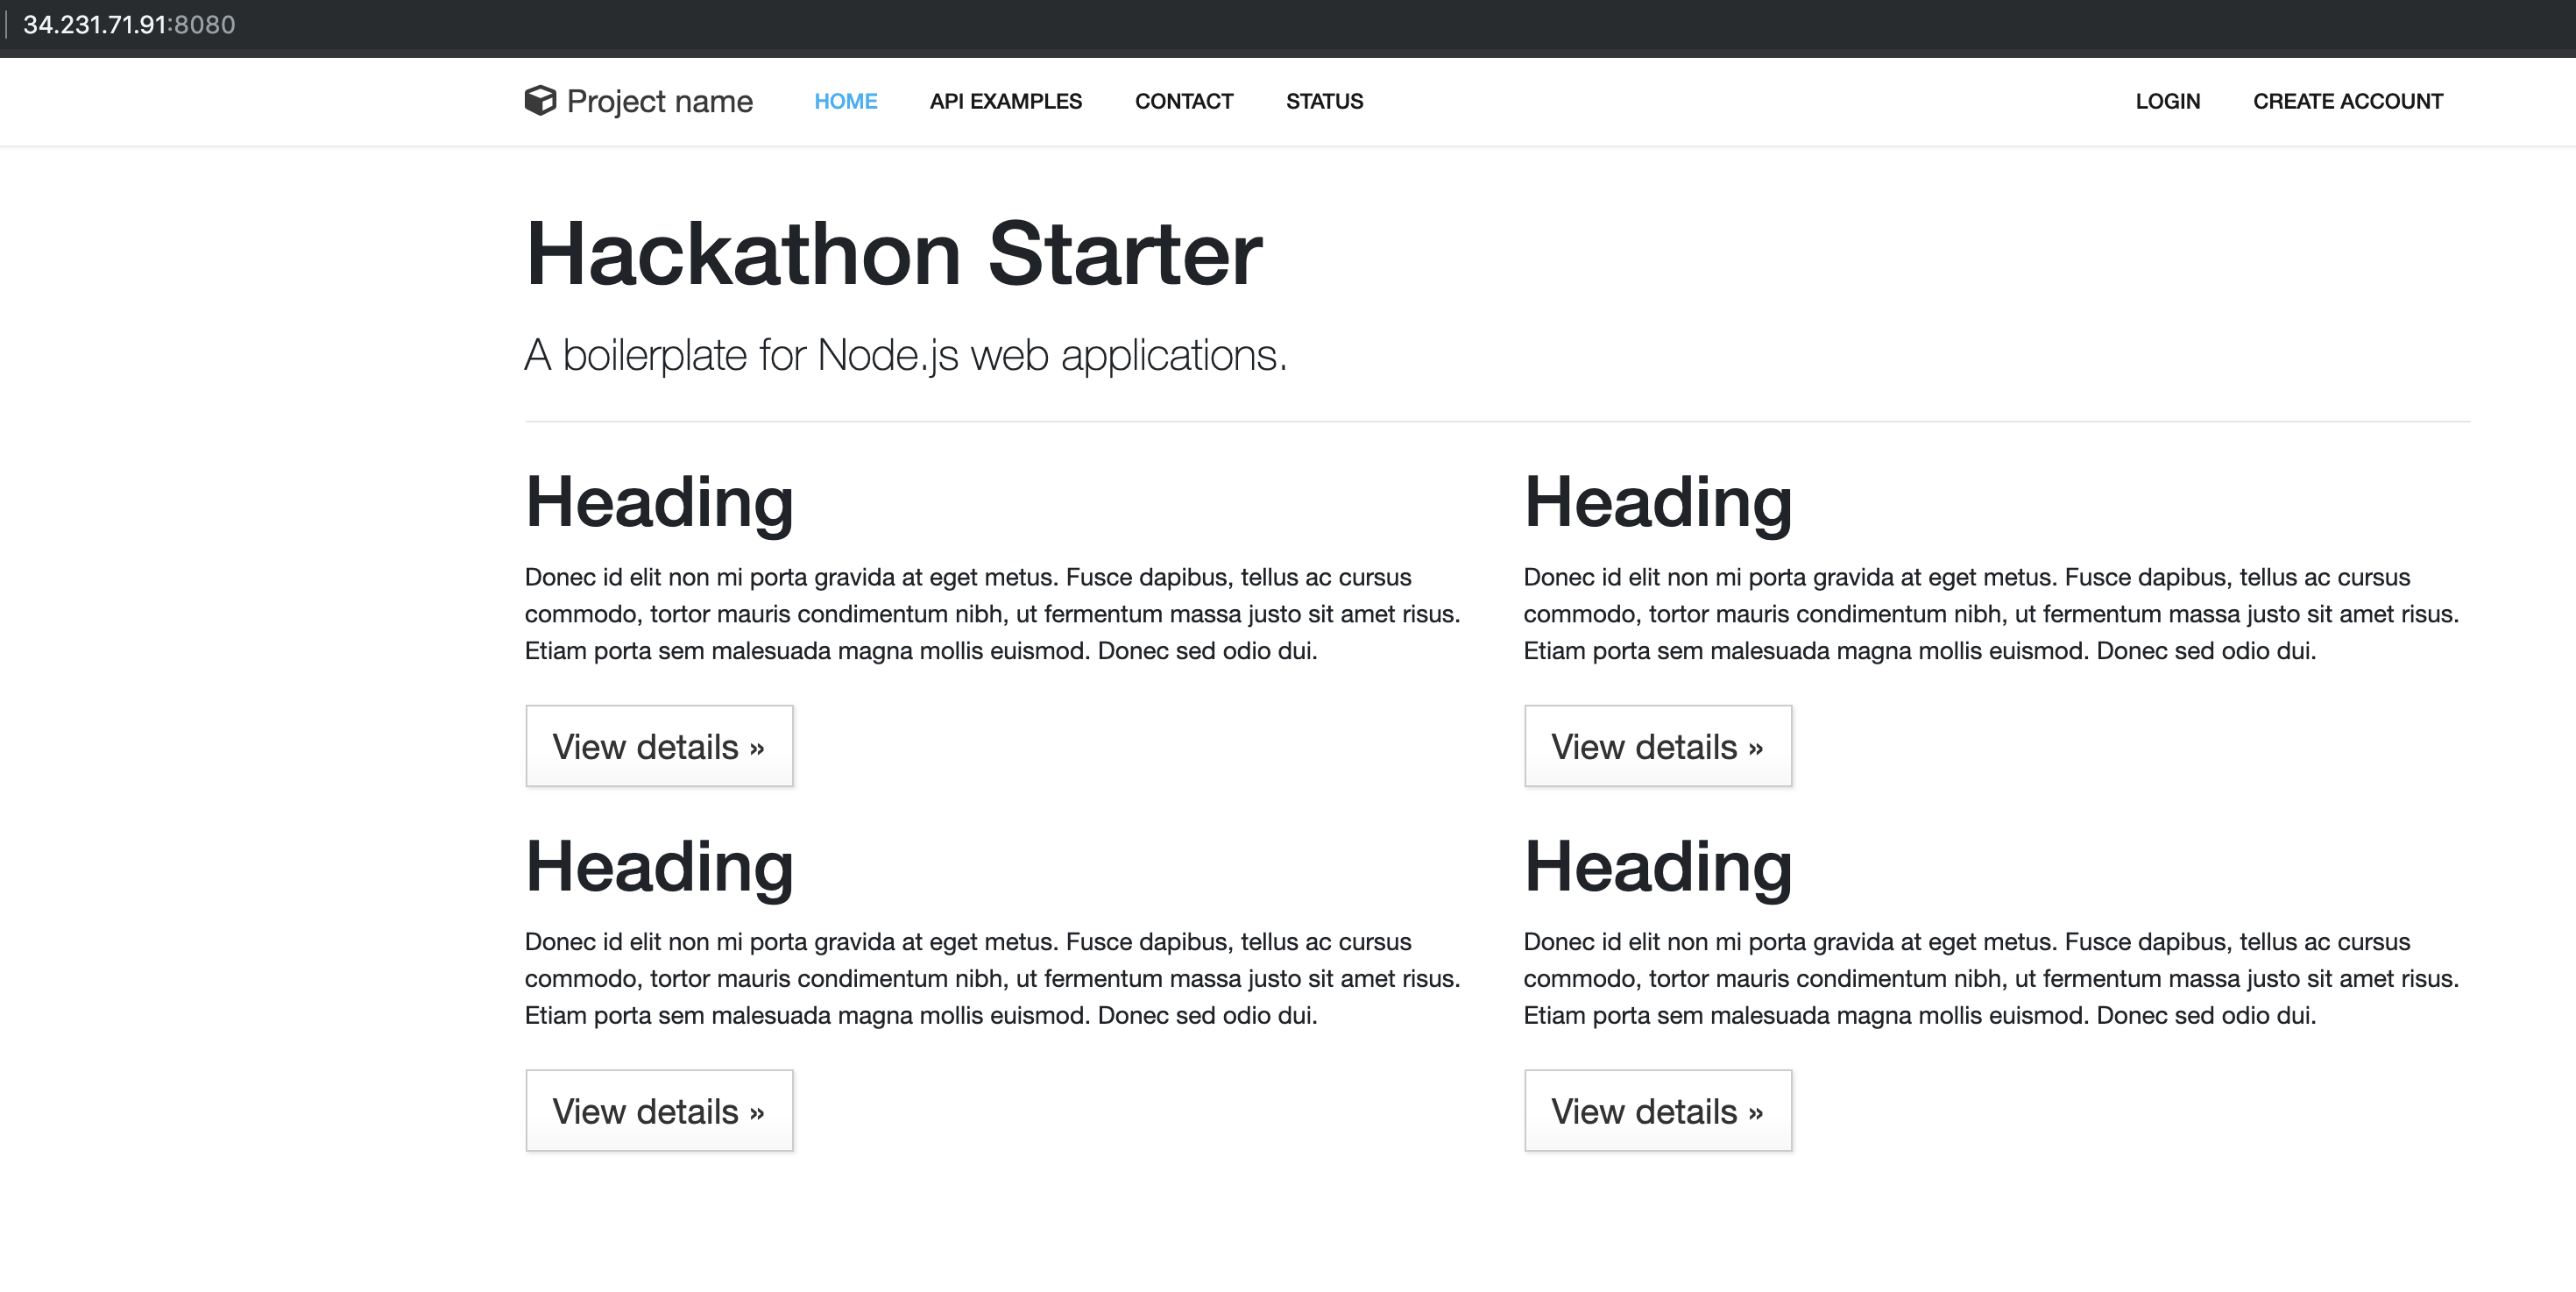 34.231.71.91:8080
Project name HOME API EXAMPLES CONTACT STATUS LOGIN CREATE ACCOUNT
Hackathon Starter
A boilerplate for Node.js web applications.
Heading
Donec id elit non mi porta gravida at eget metus. Fusce dapibus, tellus ac cursus
commodo, tortor mauris condimentum nibh, ut fermentum massa justo sit amet risus.
Etiam porta sem malesuada magna mollis euismod. Donec sed odio dui.
View details »
Heading
Donec id elit non mi porta gravida at eget metus. Fusce dapibus, tellus ac cursus
commodo, tortor mauris condimentum nibh, ut fermentum massa justo sit amet risus.
Etiam porta sem malesuada magna mollis euismod. Donec sed odio dui.
View details »
Heading
Donec id elit non mi porta gravida at eget metus. Fusce dapibus, tellus ac cursus
commodo, tortor mauris condimentum nibh, ut fermentum massa justo sit amet risus.
Etiam porta sem malesuada magna mollis euismod. Donec sed odio dui.
View details »
Heading
Donec id elit non mi porta gravida at eget metus. Fusce dapibus, tellus ac cursus
commodo, tortor mauris condimentum nibh, ut fermentum massa justo sit amet risus.
Etiam porta sem malesuada magna mollis euismod. Donec sed odio dui.
View details »